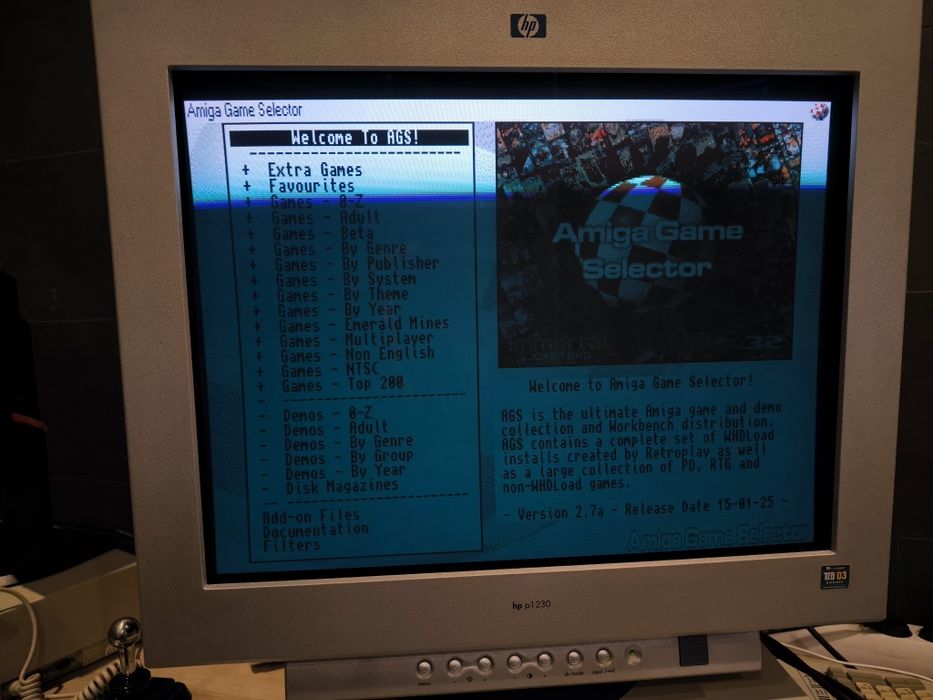 hp
Amiga Game Selector
Welcome To AGS!
+ Extra Games
+ Favourites
+ Games - 0-Z
+ Games - Adult
+ Games - Beta
+ Games - By Genre
+ Games - By Publisher
+ Games - By System
+ Games - By Theme
+ Games - By Year
+ Games - Emerald Mines
+ Games - Multiplayer
+ Games - Non English
+ Games - NTSC
+ Games - Top 200
- Demos - 0-Z
- Demos - Adult
- Demos - By Genre
- Demos - By Group
- Demos - By Year
- Disk Magazines
Add-on Files
Documentation
Filters
Amiga Game
Selector
immortal
JOYSTICKS
Retro32
Welcome to Amiga Game Selector!
AGS is the ultimate Amiga game and demo
collection and Workbench distribution.
AGS contains a complete set of WHDLoad
installs created by Retroplay as well
as a large collection of PD, RTG and
non-WHDLoad games.
- Version 2.7a - Release Date 15-01-25 -
Amiga Game Selector
TCO 03
hp p1230
menu